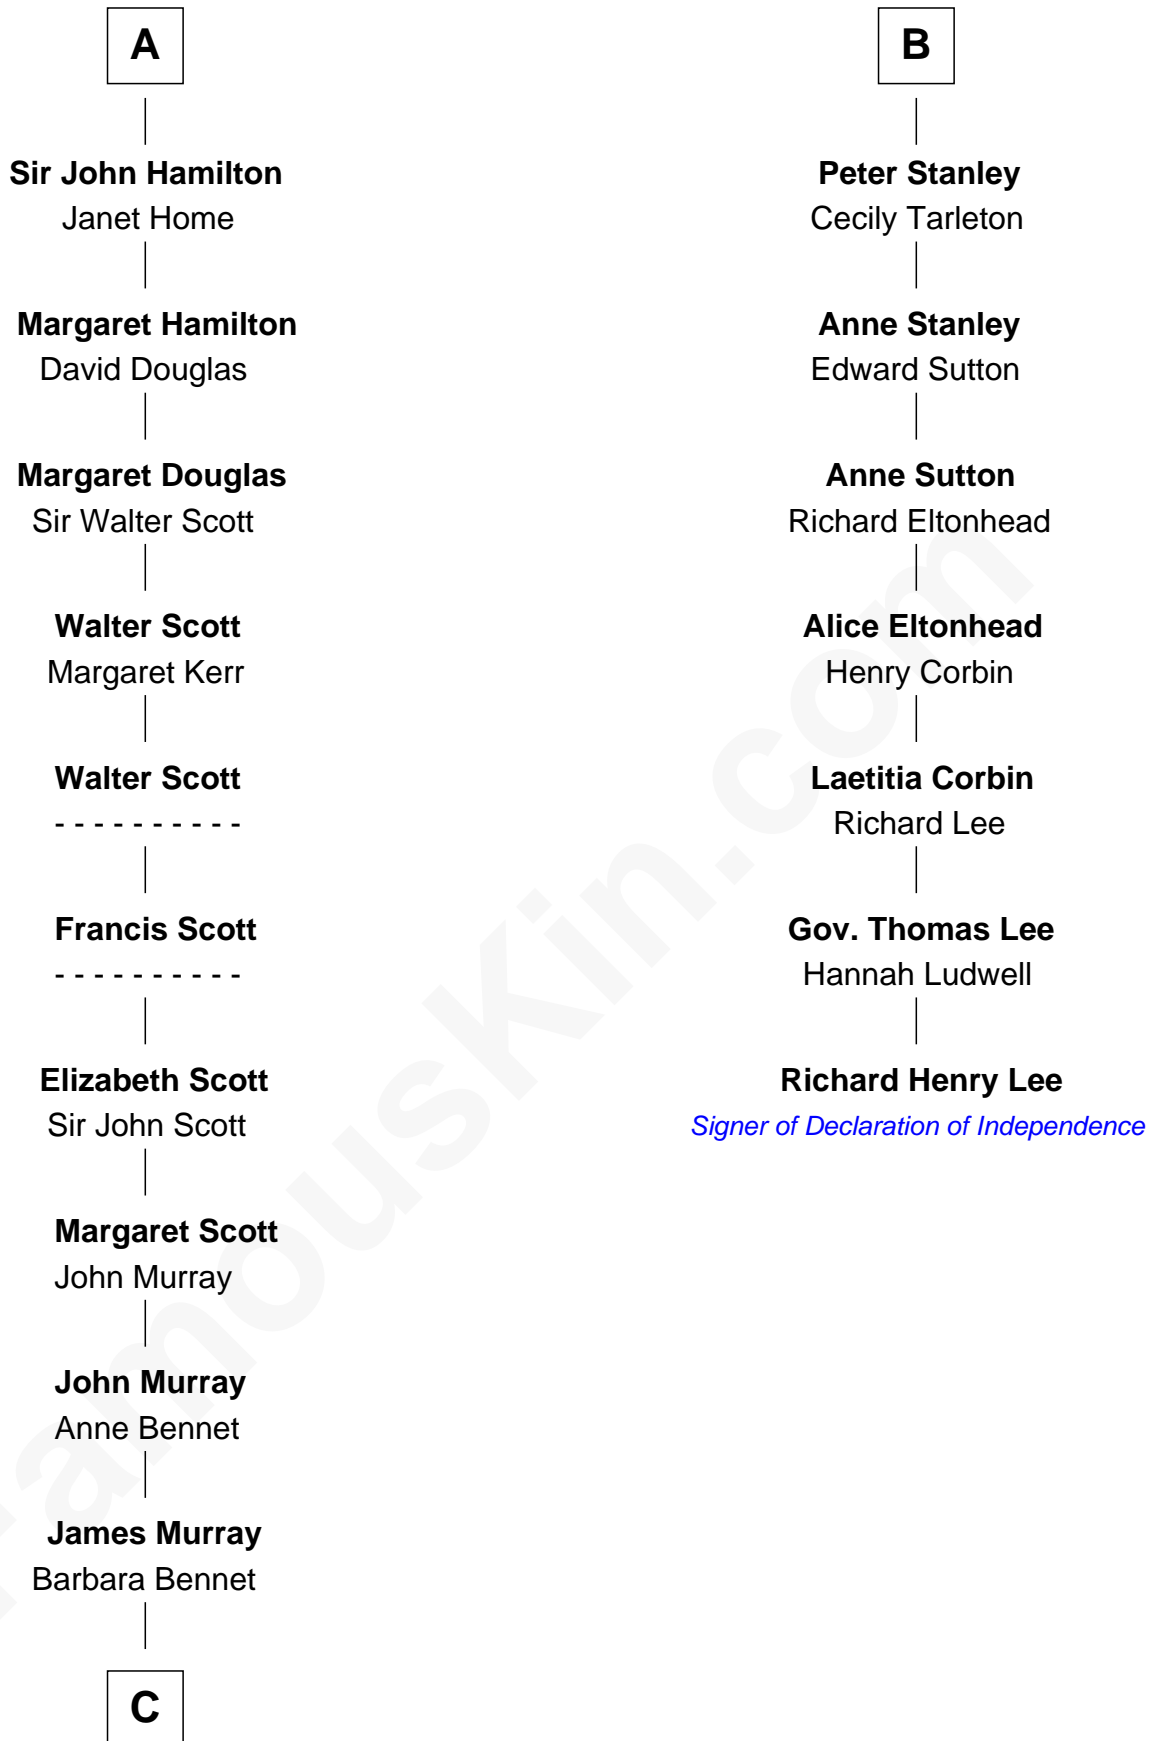 A
Sir John Hamilton
Janet Home
Margaret Hamilton
David Douglas
Margaret Douglas
Sir Walter Scott
Walter Scott
Margaret Kerr
Walter Scott
- - - - - - - - - -
Francis Scott
- - - - - - - - - -
Elizabeth Scott
Sir John Scott
Margaret Scott
John Murray
John Murray
Anne Bennet
James Murray
Barbara Bennet
C
B
Peter Stanley
Cecily Tarleton
Anne Stanley
Edward Sutton
Anne Sutton
Richard Eltonhead
Alice Eltonhead
Henry Corbin
Laetitia Corbin
Richard Lee
Gov. Thomas Lee
Hannah Ludwell
Richard Henry Lee
Signer of Declaration of Independence
FamousKin.com